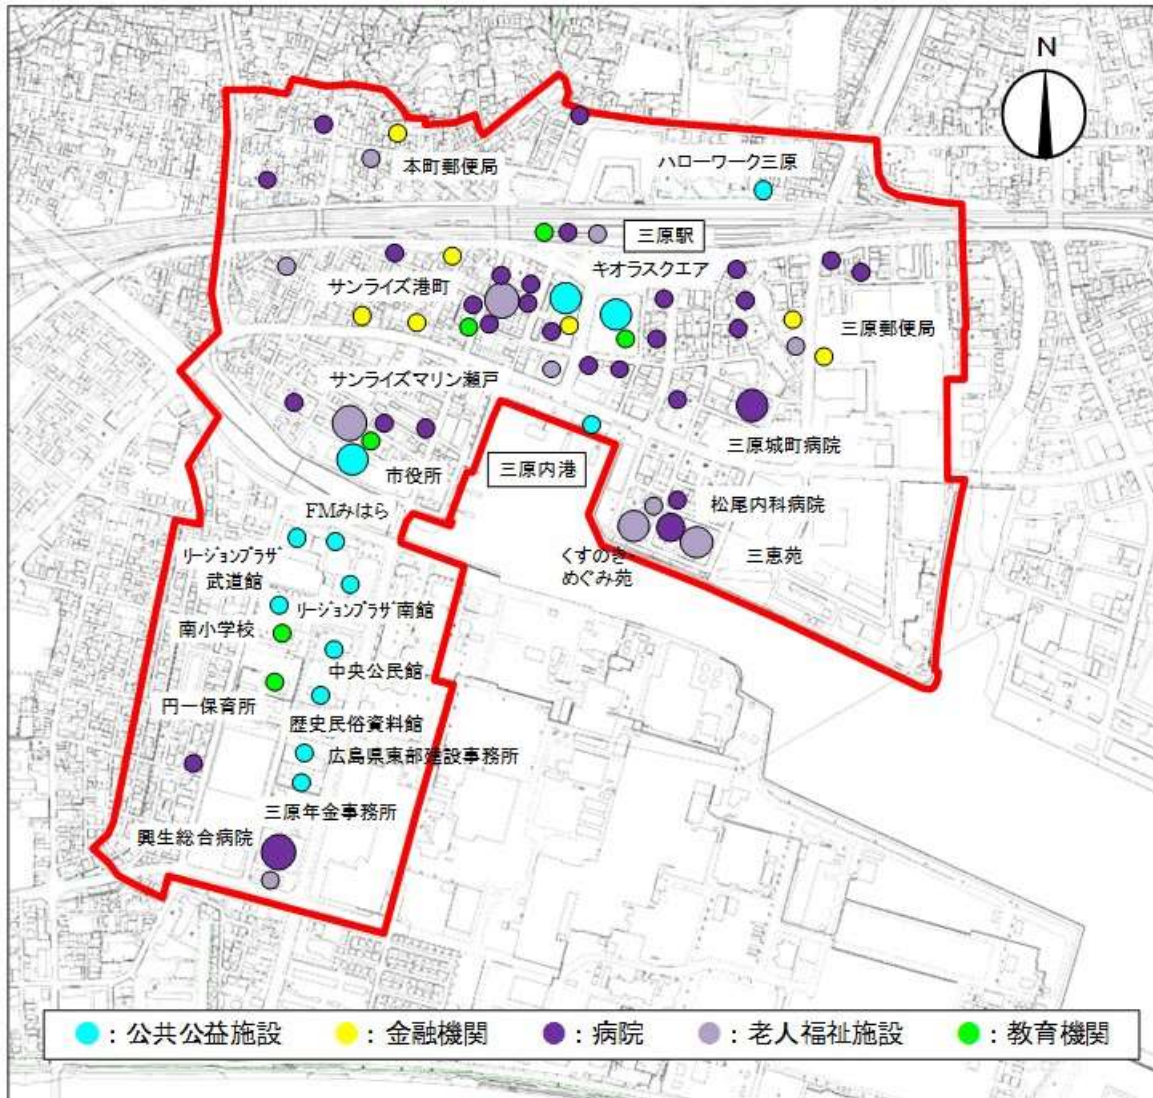 N
本町郵便局
ハローワーク三原
三原駅
キオラスクエア
サンライズ港町
三原郵便局
サンライズマリン瀬戸
三原城町病院
三原内港
市役所
松尾内科病院
FMみはら
くすのき・
めぐみ苑
三恵苑
リージョンプラザ
武道館
リージョンプラザ南館
南小学校
中央公民館
円一保育所
歴史民俗資料館
広島県東部建設事務所
三原年金事務所
興生総合病院
：公共公益施設 ：金融機関 ：病院 ：老人福祉施設 ：教育機関